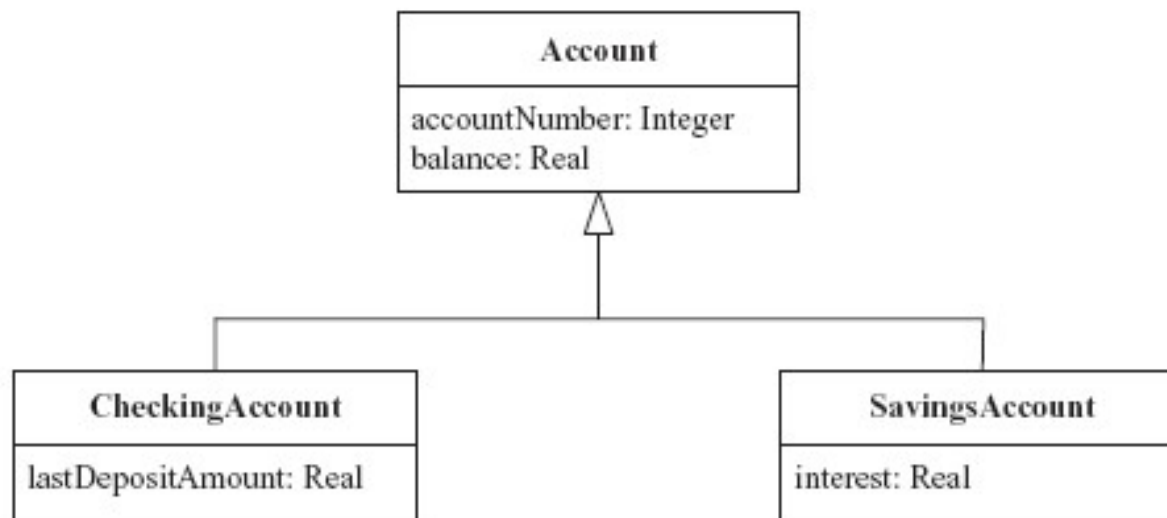 Account
accountNumber: Integer
balance: Real
CheckingAccount
lastDepositAmount: Real
SavingsAccount
interest: Real